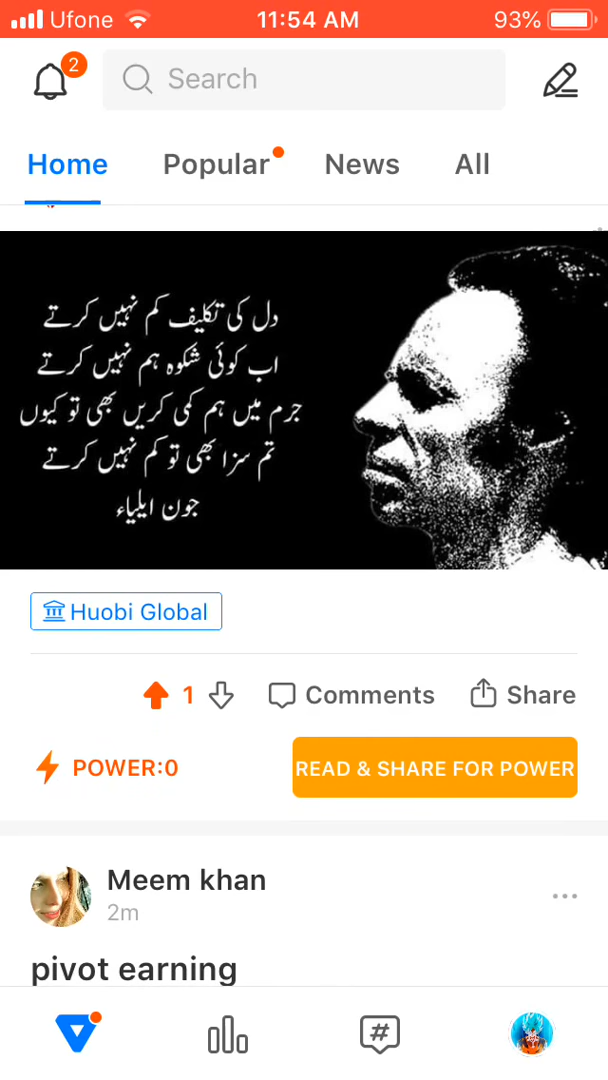 Ufone
11:54 AM
93%
2
Search
Home
Popular
News
All
دل کی تکلیف کم نہیں کرتے
اب کوئی شکوہ ہم نہیں کرتے
جرم میں ہم کمی کریں بھی تو کیوں
تم سزا بھی تو کم نہیں کرتے
جون ایلیاء
Huobi Global
1
Comments
Share
POWER:0
READ & SHARE FOR POWER
Meem khan
2m
pivot earning
#